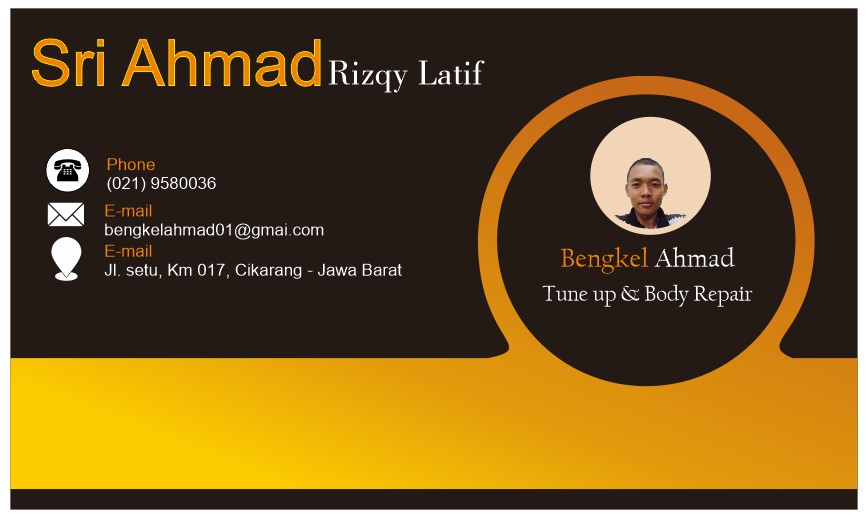 Sri Ahmad Rizqy Latif
Phone
(021) 9580036
E-mail
bengkelahmad01@gmai.com
E-mail
Jl. setu, Km 017, Cikarang - Jawa Barat
Bengkel Ahmad
Tune up & Body Repair